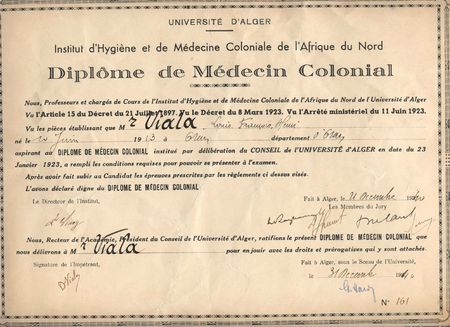 UNIVERSITÉ D'ALGER
Institut d'Hygiène et de Médecine Coloniale de l'Afrique du Nord
Diplôme de Médecin Colonial
Nous, Professeurs et chargés de Cours de l'Institut d'Hygiène et de Médecine Coloniales de l'Afrique du Nord de l'Université d'Alger
Vu l'Article 15 du Décret du 21 Juillet 1897. Vu le Décret du 8 Mars 1923. Vu l'Arrêté ministériel du 11 Juin 1923.
Vu les pièces établissant que M r Viala Louis François
né le Juin 1913 à Oran département d'Oran
aspirant au DIPLOME DE MÉDECIN COLONIAL institué par délibération du CONSEIL de l'UNIVERSITÉ D'ALGER en date du 23
Janvier 1923, a rempli les conditions requises pour pouvoir se présenter à l'examen.
Après avoir fait subir au Candidat les épreuves prescrites par les règlements ci dessus visés.
L'avons déclaré digne du DIPLOME DE MÉDECIN COLONIAL
Fait à Alger, le 21 Décembre 19
Le Directeur de l'Institut,
Les Membres du Jury
Nous, Recteur de l'Académie, Président du Conseil de l'Université d'Alger, ratifions le présent DIPLOME DE MÉDECIN COLONIAL que
nous délivrons à M r Viala pour en jouir avec les droits et prérogatives qui y sont attachés.
Signature de l'Impétrant,
Fait à Alger, sous le Sceau de l'Université,
le 31 Décembre 19
D Viala
N° 161